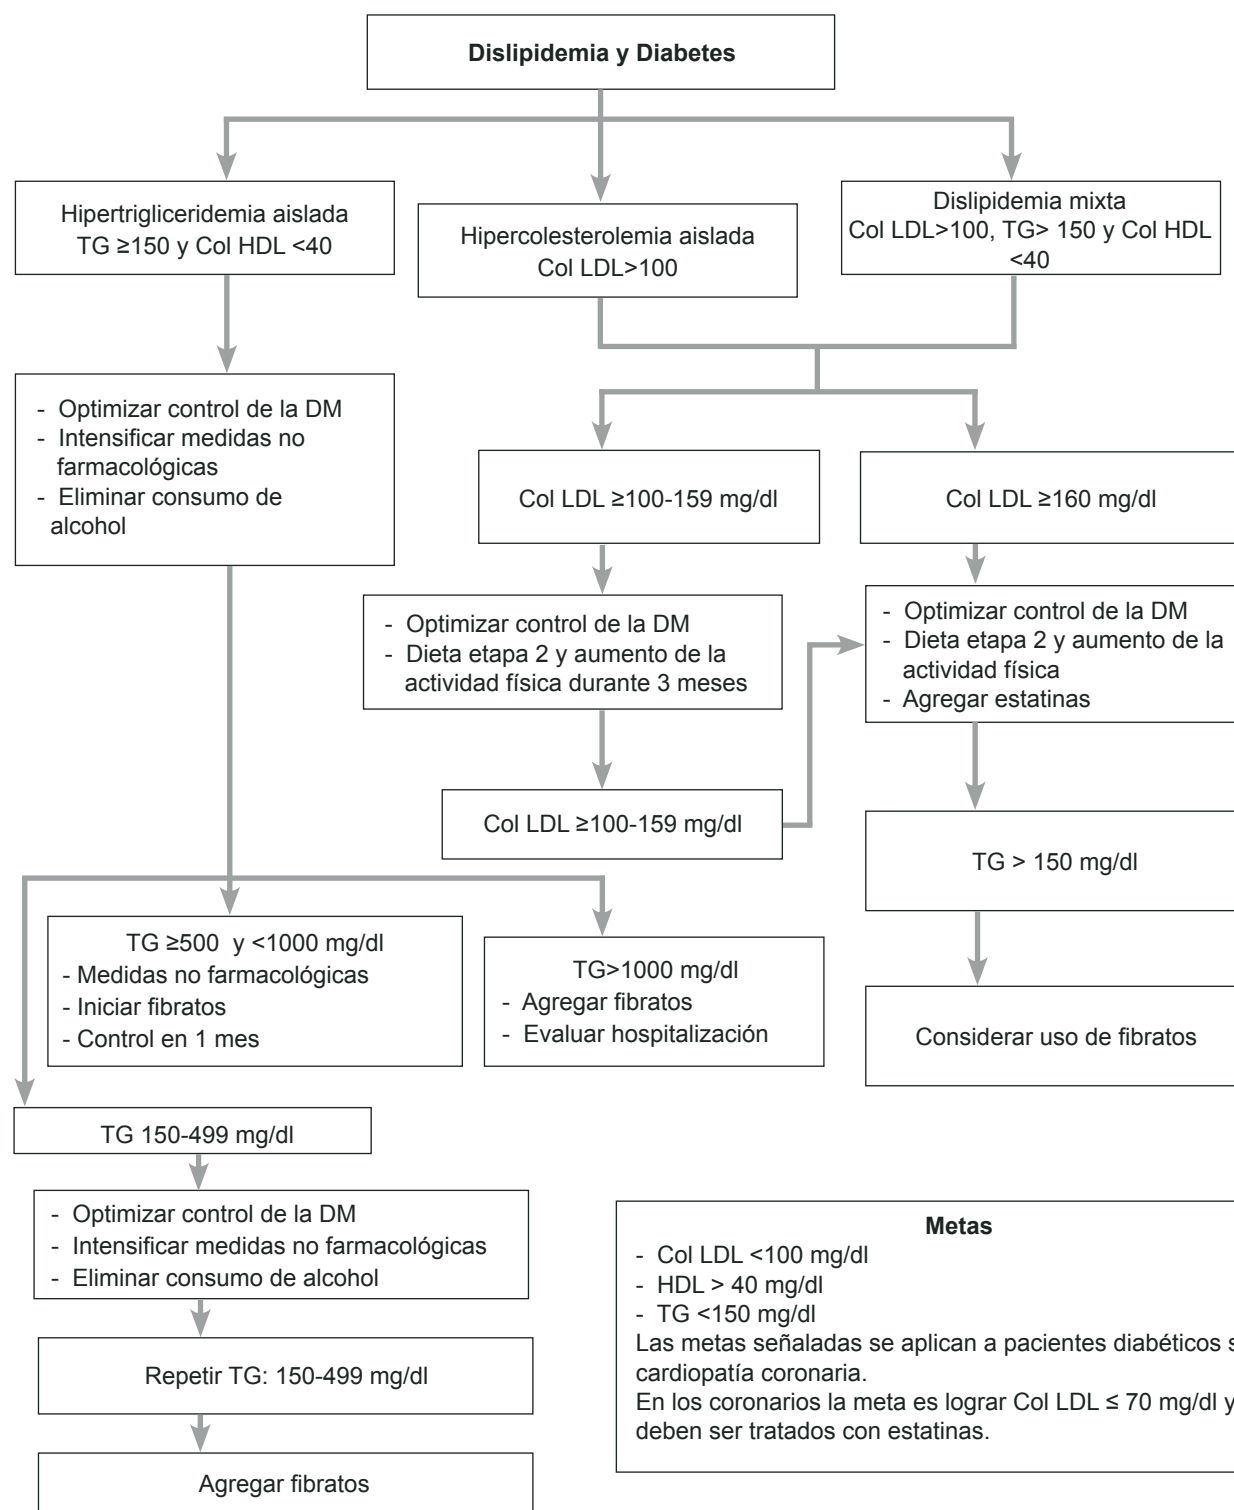 Dislipidemia y Diabetes
Hipertrigliceridemia aislada
TG ≥150 y Col HDL <40
Hipercolesterolemia aislada
Col LDL>100
Dislipidemia mixta
Col LDL>100, TG> 150 y Col HDL
<40
- Optimizar control de la DM
- Intensificar medidas no
farmacológicas
- Eliminar consumo de
alcohol
Col LDL ≥100-159 mg/dl
Col LDL ≥160 mg/dl
- Optimizar control de la DM
- Dieta etapa 2 y aumento de la
actividad física durante 3 meses
- Optimizar control de la DM
- Dieta etapa 2 y aumento de la
actividad física
- Agregar estatinas
Col LDL ≥100-159 mg/dl
TG > 150 mg/dl
TG ≥500 y <1000 mg/dl
- Medidas no farmacológicas
- Iniciar fibratos
- Control en 1 mes
TG>1000 mg/dl
- Agregar fibratos
- Evaluar hospitalización
Considerar uso de fibratos
TG 150-499 mg/dl
- Optimizar control de la DM
- Intensificar medidas no farmacológicas
- Eliminar consumo de alcohol
Repetir TG: 150-499 mg/dl
Agregar fibratos
Metas
- Col LDL <100 mg/dl
- HDL > 40 mg/dl
- TG <150 mg/dl
Las metas señaladas se aplican a pacientes diabéticos
cardiopatía coronaria.
En los coronarios la meta es lograr Col LDL ≤ 70 mg/dl y
deben ser tratados con estatinas.